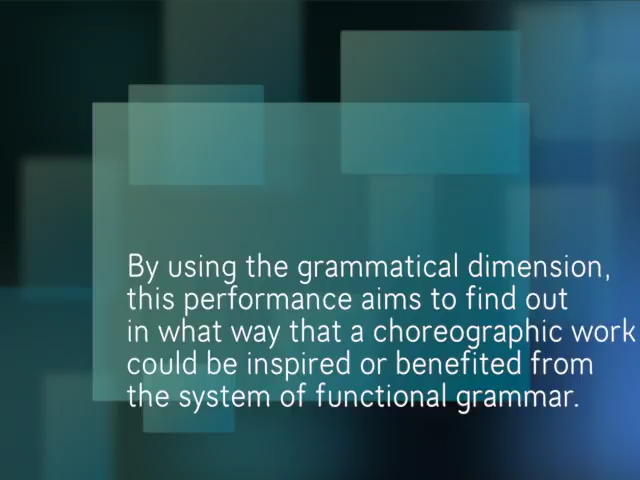 By using the grammatical dimension,
this performance aims to find out
in what way that a choreographic work
could be inspired or benefited from
the system of functional grammar.